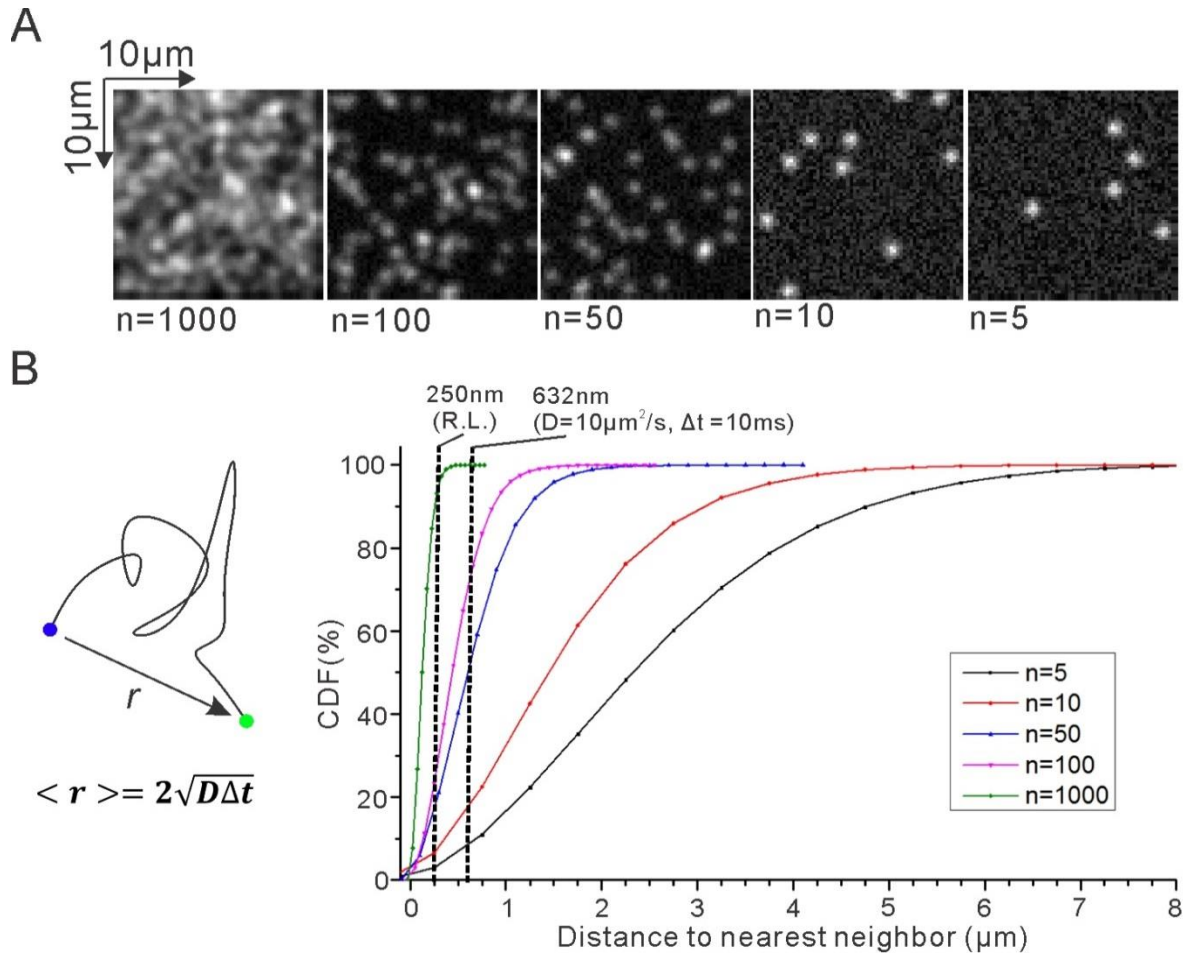 A
10μm
10μm
n=1000
n=100
n=50
n=10
n=5
B
250nm
(R.L.)
632nm
(D=10μm²/s, Δt =10ms)
r
< r >= 2√DΔt
CDF(%)
100
80
60
40
20
0
0 1 2 3 4 5 6 7 8
Distance to nearest neighbor (μm)
n=5
n=10
n=50
n=100
n=1000